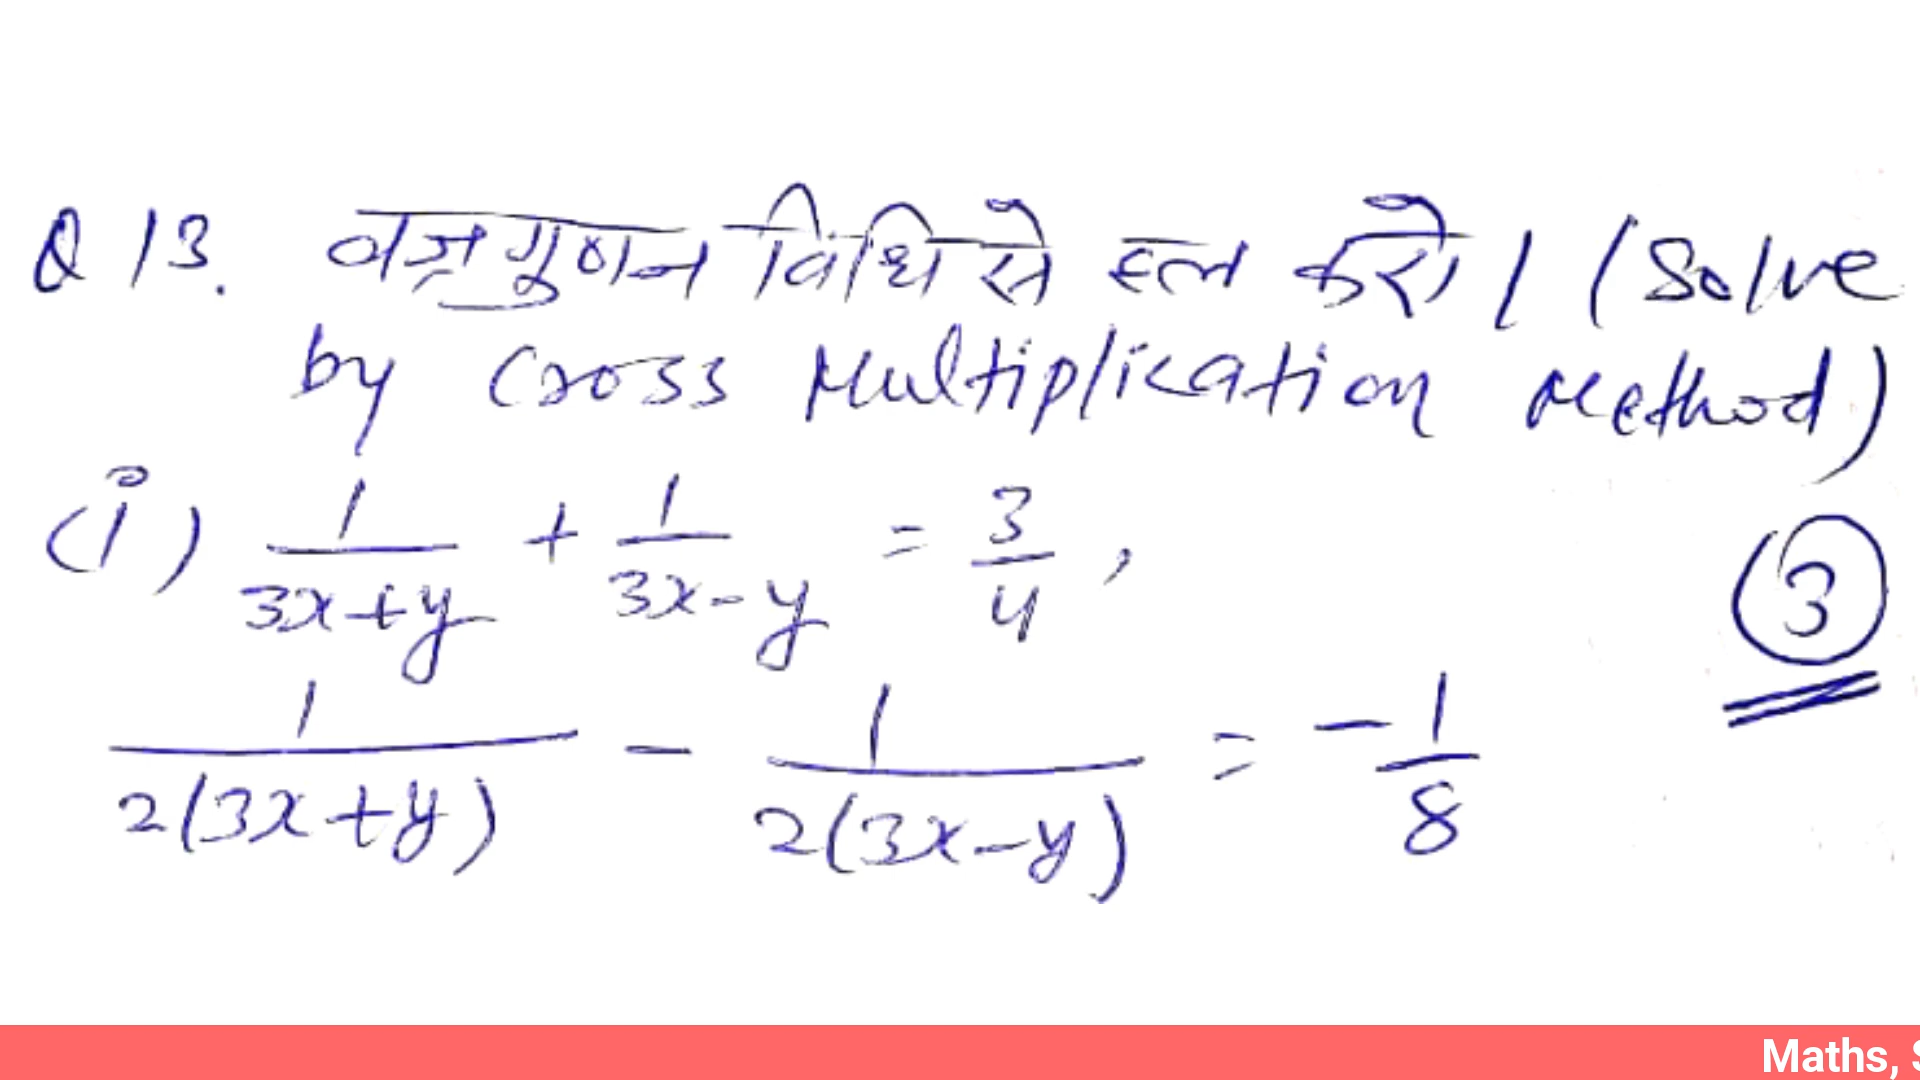 Q 13. वज्रगुणन विधि से हल करो। (Solve
by Cross Multiplication Method)
(i) 1/(3x+y) + 1/(3x-y) = 3/4,
3
1/(2(3x+y)) - 1/(2(3x-y)) = -1/8
Maths,